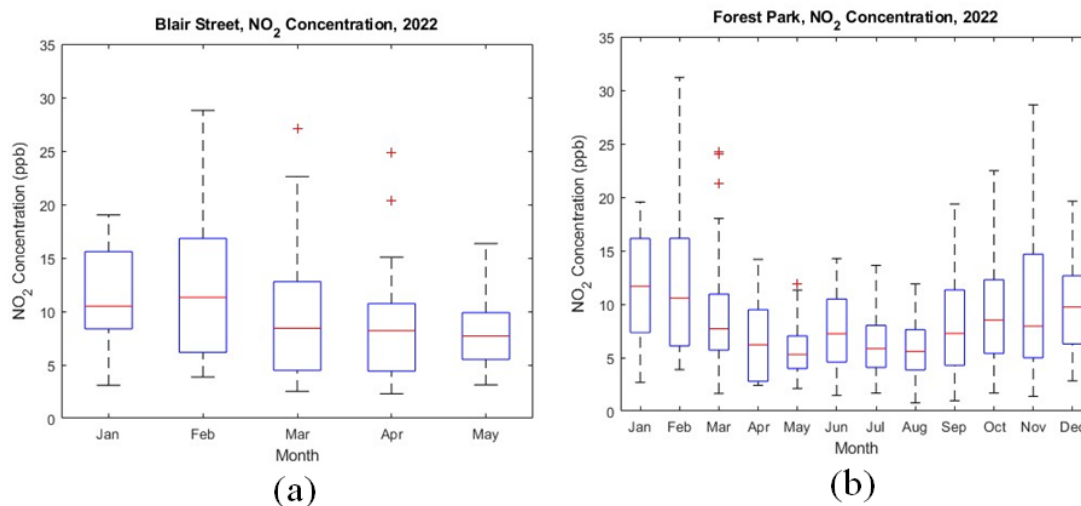 Blair Street, NO2 Concentration, 2022
35
30
25
20
15
10
5
0
NO2 Concentration (ppb)
Jan Feb Mar Apr May
Month
(a)
Forest Park, NO2 Concentration, 2022
35
30
25
20
15
10
5
0
NO2 Concentration (ppb)
Jan Feb Mar Apr May Jun Jul Aug Sep Oct Nov Dec
Month
(b)